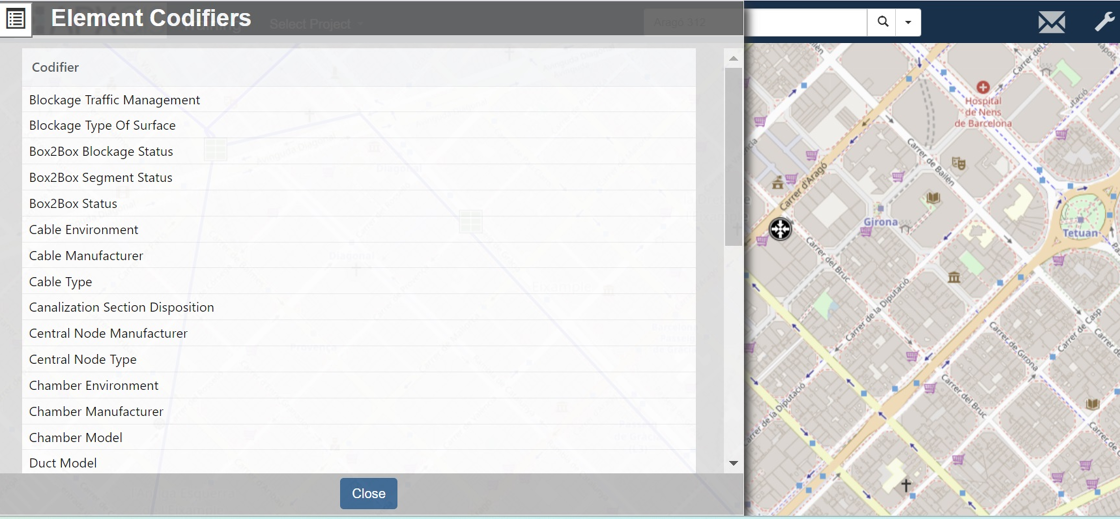 Element Codifiers
Select Project
Codifier
Blockage Traffic Management
Blockage Type Of Surface
Box2Box Blockage Status
Box2Box Segment Status
Box2Box Status
Cable Environment
Cable Manufacturer
Cable Type
Canalization Section Disposition
Central Node Manufacturer
Central Node Type
Chamber Environment
Chamber Manufacturer
Chamber Model
Duct Model
Close
Hospital
de Nens
de Barcelona
Carrer de Bailèn
Carrer d'Aragó
Girona
Tetuan
Carrer del Bruc
Carrer de la Diputació
Carrer de Casp
Carrer de Girona
Carrer del Bruc
Carrer de la Diputació